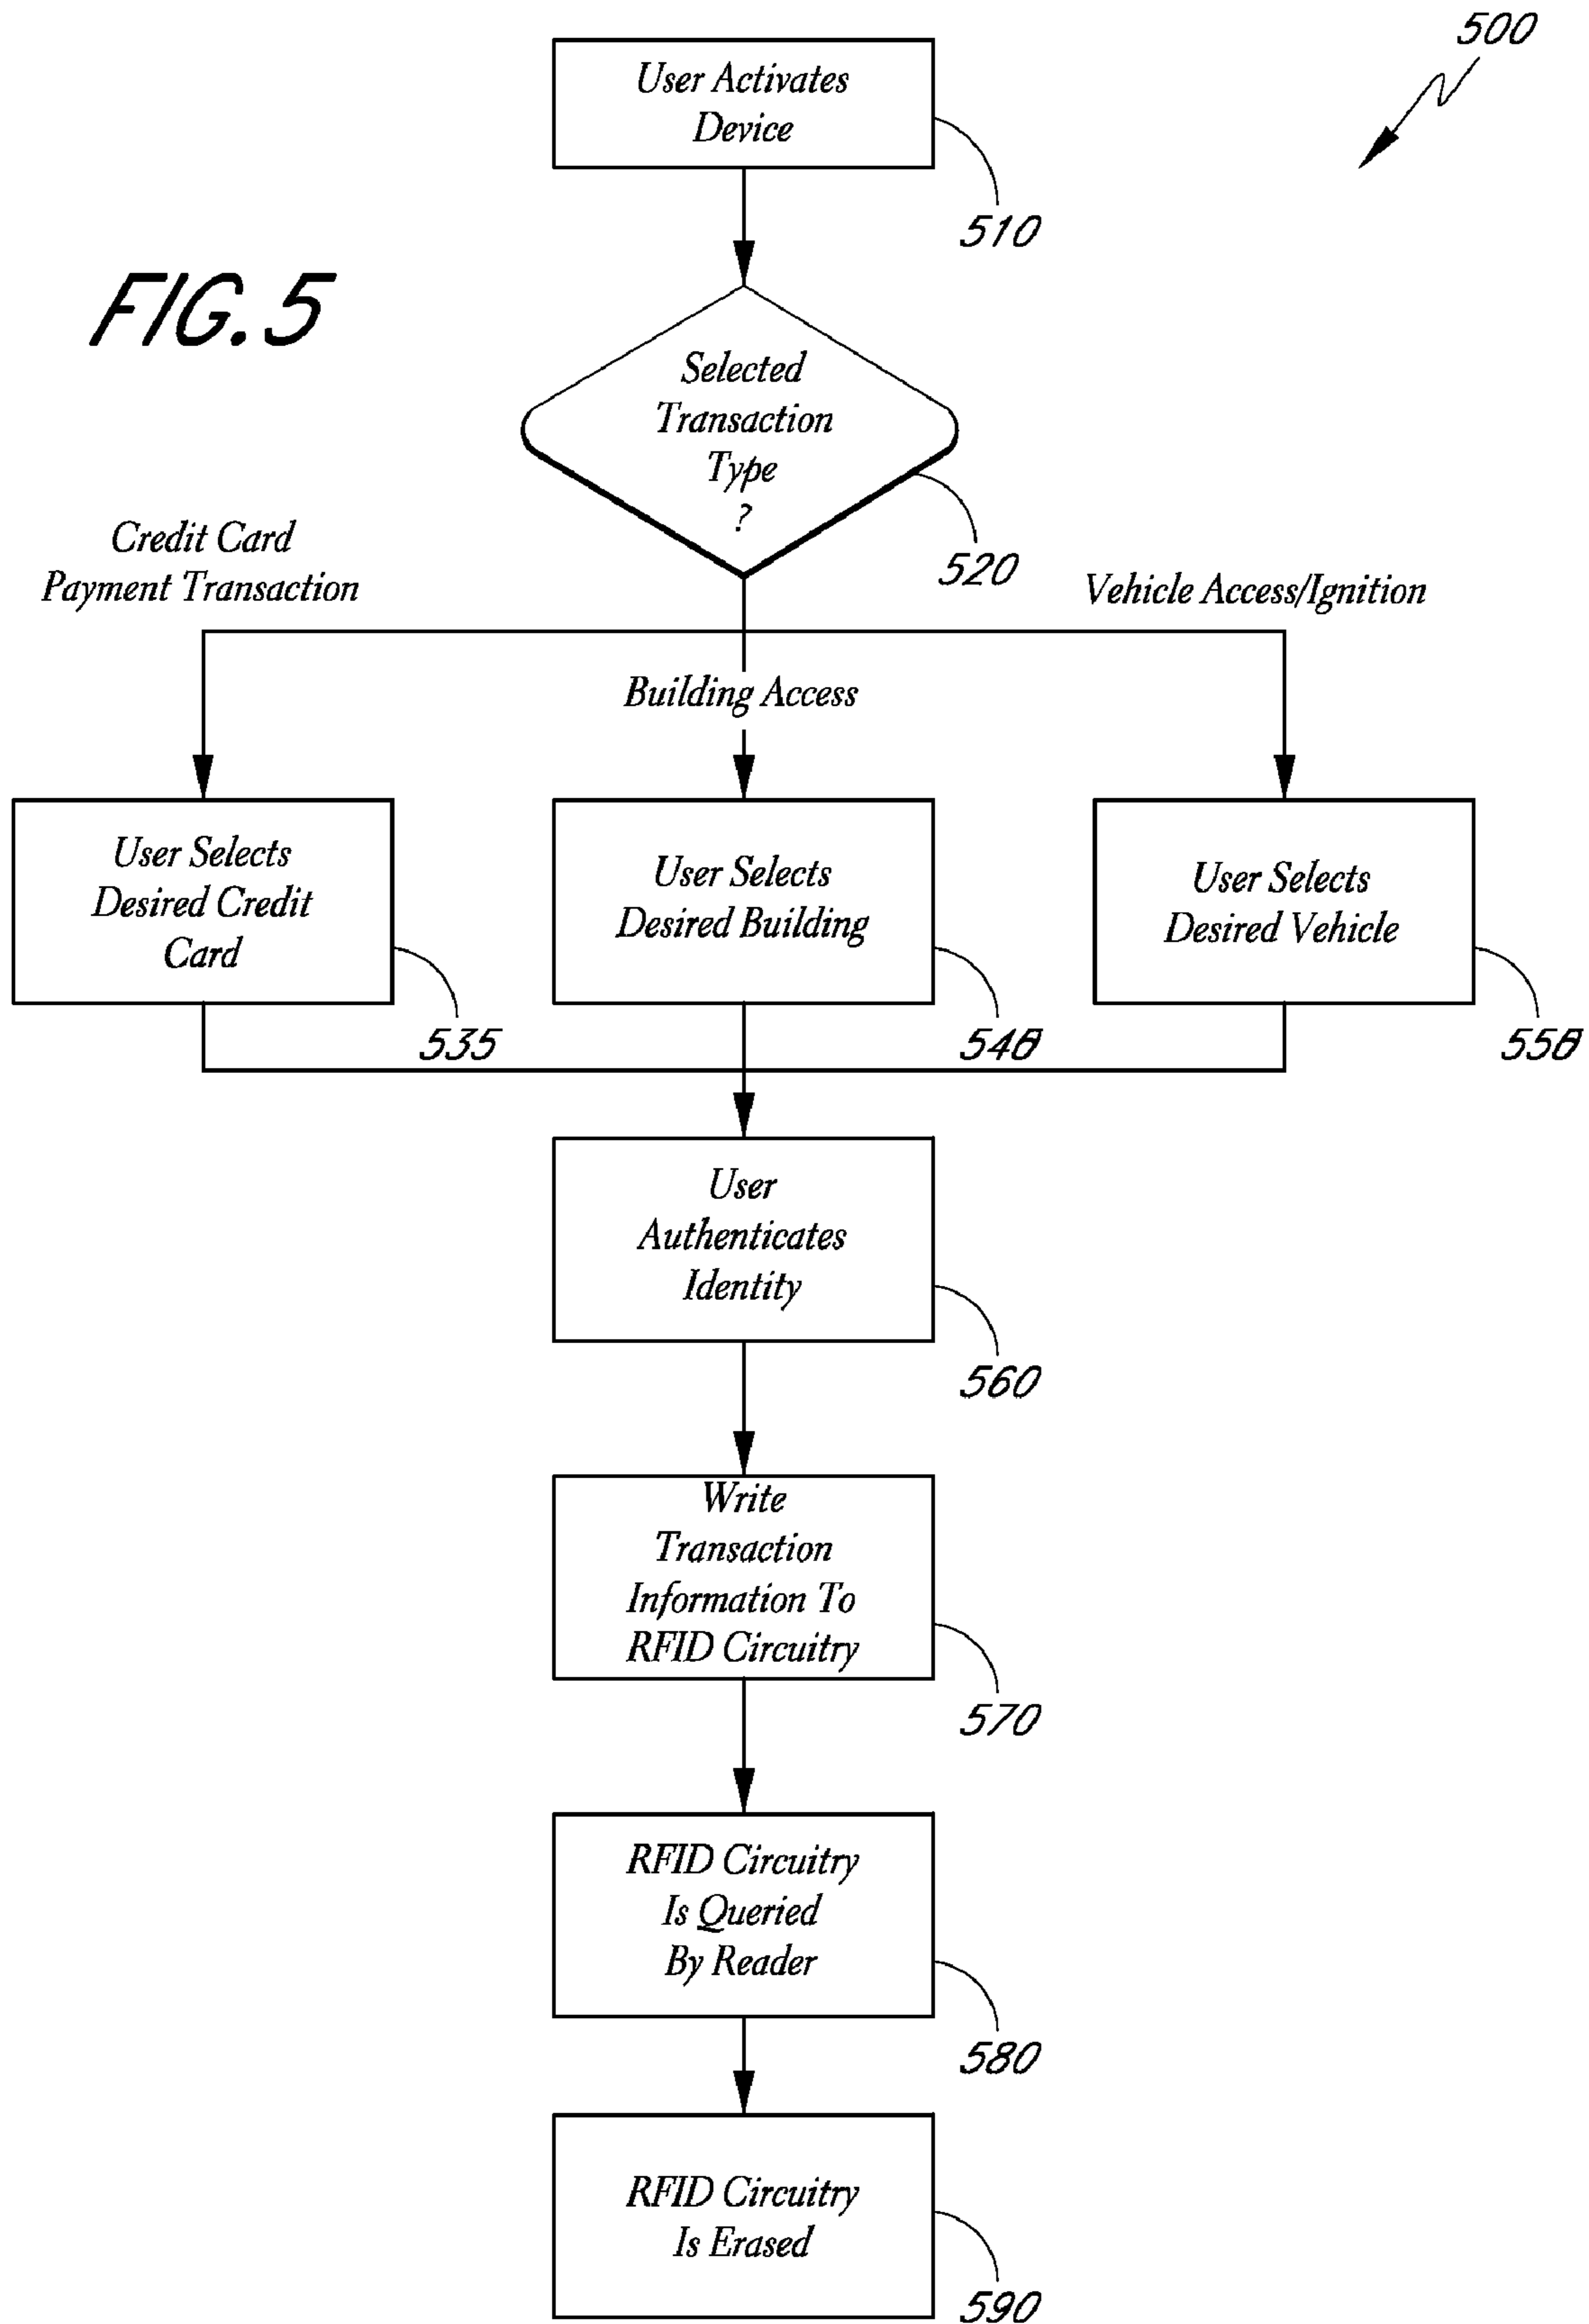 500
User Activates
Device
510
FIG. 5
Selected
Transaction
Type
?
520
Credit Card
Payment Transaction
Vehicle Access/Ignition
Building Access
User Selects
Desired Credit
Card
535
User Selects
Desired Building
User Selects
Desired Vehicle
User
Authenticates
Identity
560
Write
Transaction
Information To
RFID Circuitry
570
RFID Circuitry
Is Queried
By Reader
580
RFID Circuitry
Is Erased
590